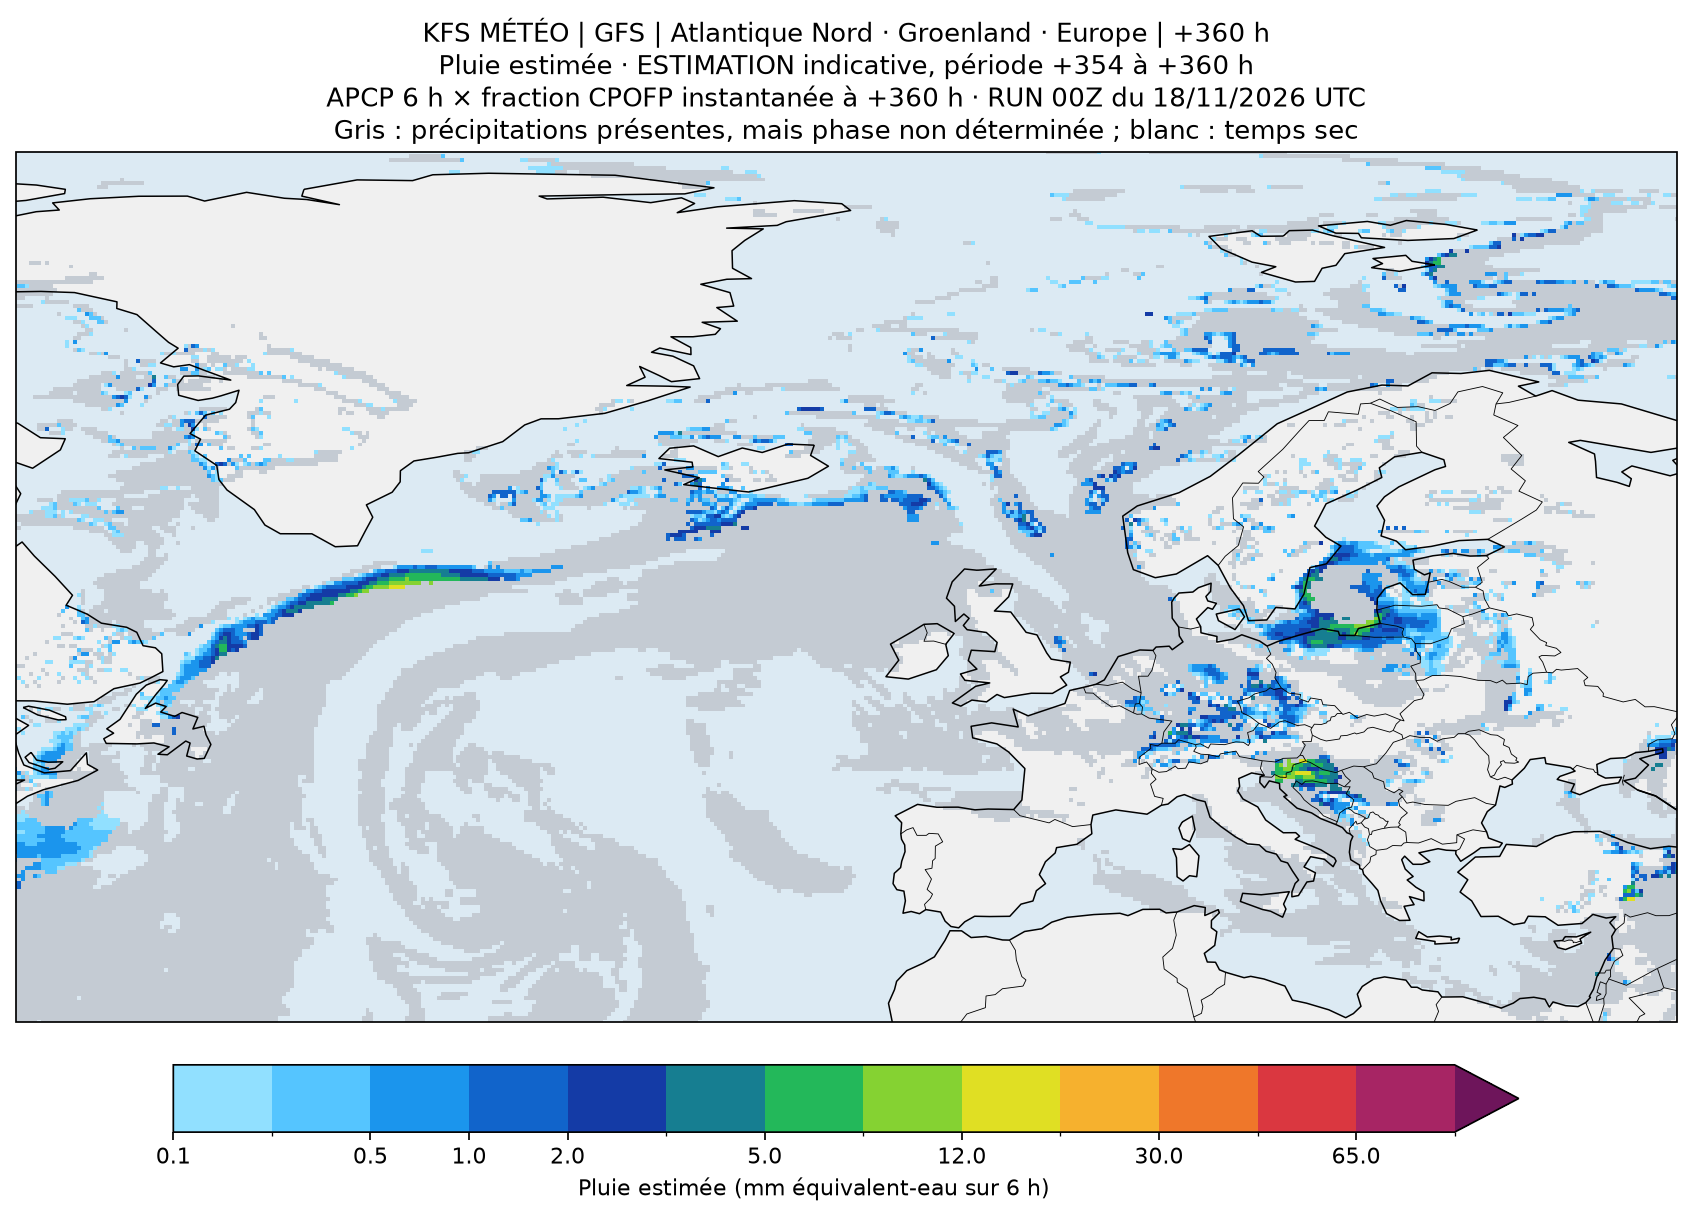 KFS MÉTÉO | GFS | Atlantique Nord · Groenland · Europe | +360 h
Pluie estimée · ESTIMATION indicative, période +354 à +360 h
APCP 6 h × fraction CPOFP instantanée à +360 h · RUN 00Z du 18/11/2026 UTC
Gris : précipitations présentes, mais phase non déterminée ; blanc : temps sec
0.1 0.5 1.0 2.0 5.0 12.0 30.0 65.0
Pluie estimée (mm équivalent-eau sur 6 h)